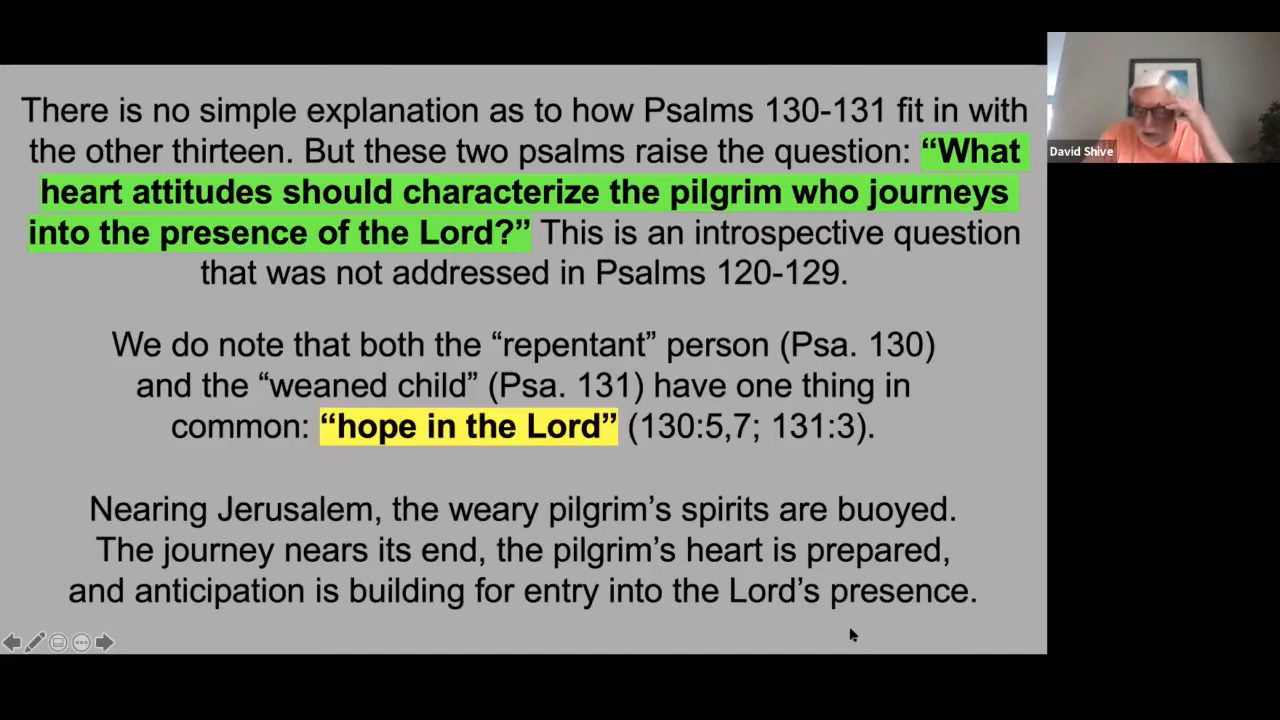 There is no simple explanation as to how Psalms 130-131 fit in with
the other thirteen. But these two psalms raise the question: “What
heart attitudes should characterize the pilgrim who journeys
into the presence of the Lord?” This is an introspective question
that was not addressed in Psalms 120-129.
We do note that both the “repentant” person (Psa. 130)
and the “weaned child” (Psa. 131) have one thing in
common: “hope in the Lord” (130:5,7; 131:3).
Nearing Jerusalem, the weary pilgrim’s spirits are buoyed.
The journey nears its end, the pilgrim’s heart is prepared,
and anticipation is building for entry into the Lord’s presence.
David Shive